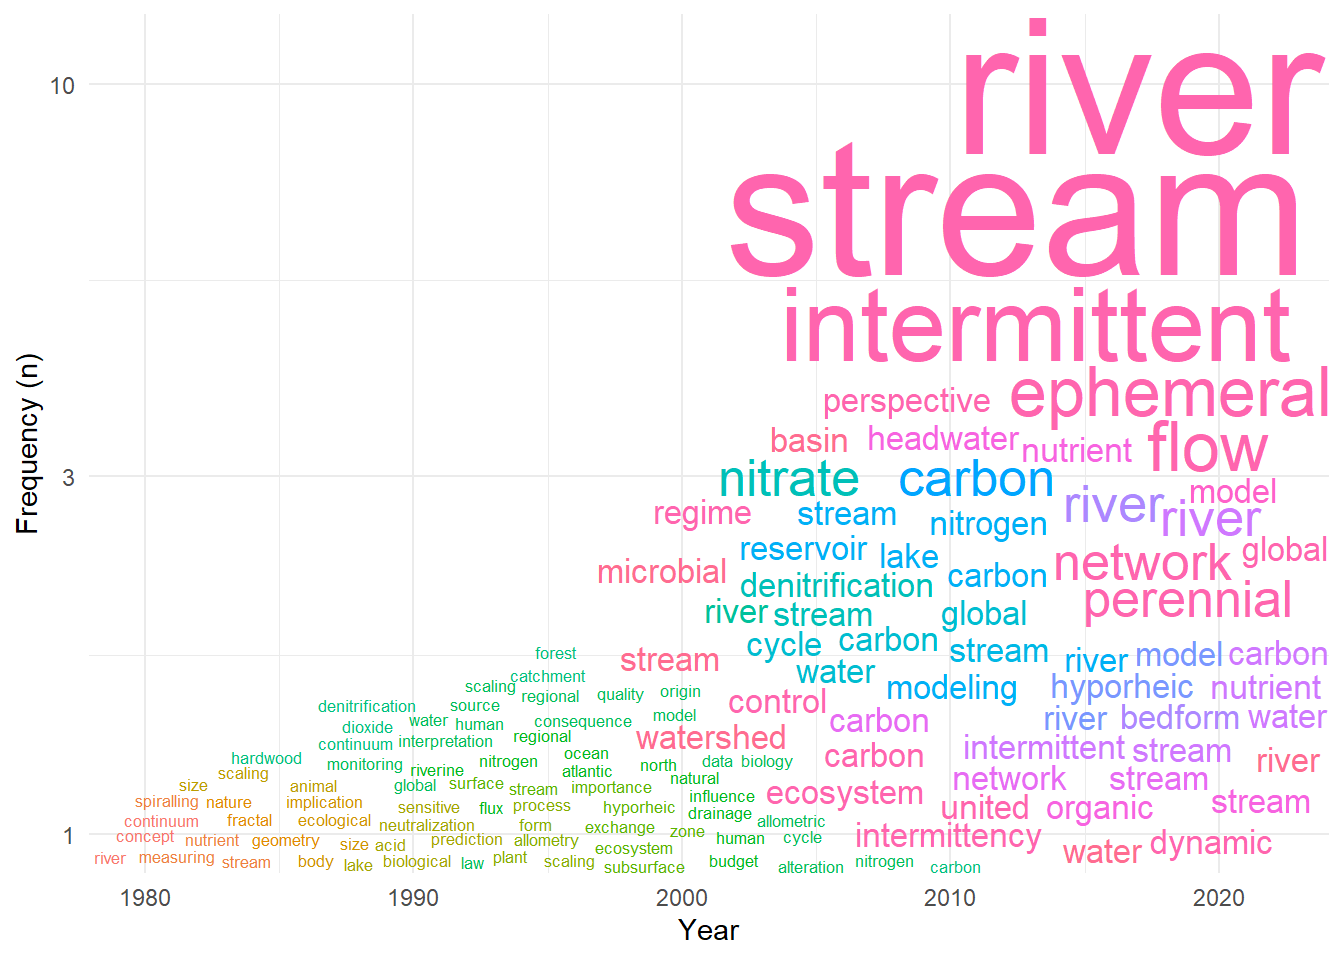 10
river
stream
intermittent
perspective ephemeral
basin headwater nutrient flow
3 nitrate carbon model
regime stream nitrogen river river
reservoir lake network global
microbial denitrification carbon perennial
river stream global
forest stream cycle carbon stream river model carbon
catchment water
scaling regional quality origin control modeling hyporheic nutrient
denitrification source
dioxide water human consequence model carbon river bedform water
continuum interpretation regional watershed intermittent stream
hardwood monitoring riverine nitrogen ocean atlantic north data biology carbon river
size scaling animal global surface stream importance natural network stream
spiralling nature implication sensitive flux process hyporheic influence ecosystem united organic stream
continuum fractal ecological neutralization form exchange drainage allometric
1 concept nutrient geometry size acid prediction allometry ecosystem zone human cycle intermittency dynamic
river measuring stream body lake biological law plant scaling subsurface budget alteration nitrogen carbon water
1980 1990 2000 2010 2020
Year
Frequency (n)